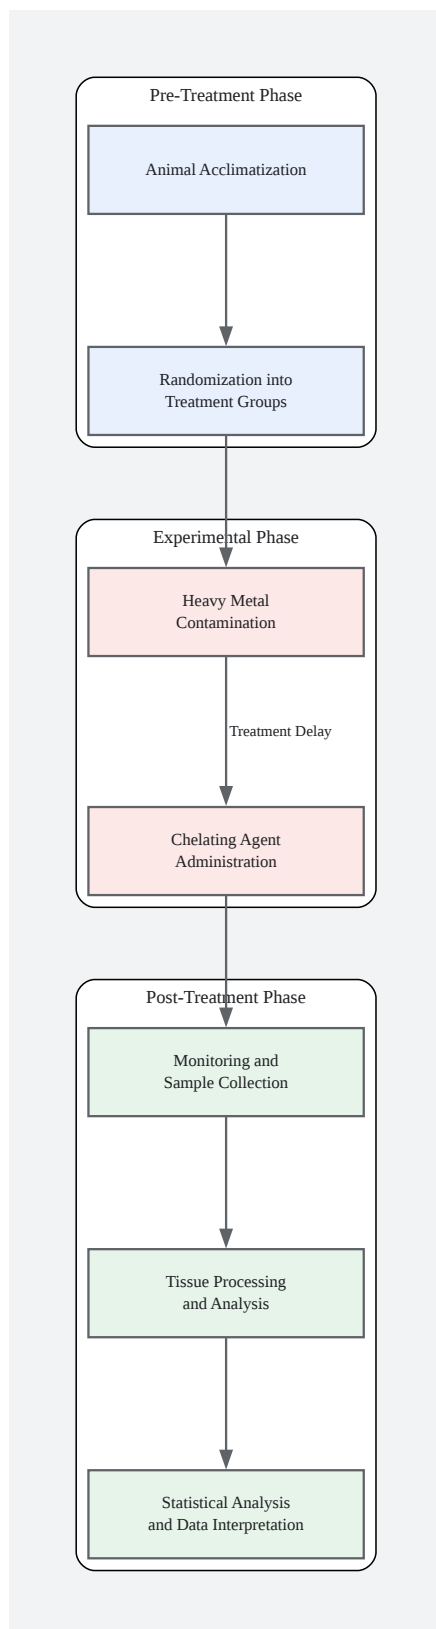 Pre-Treatment Phase
Animal Acclimatization
Randomization into
Treatment Groups
Experimental Phase
Heavy Metal
Contamination
Treatment Delay
Chelating Agent
Administration
Post-Treatment Phase
Monitoring and
Sample Collection
Tissue Processing
and Analysis
Statistical Analysis
and Data Interpretation